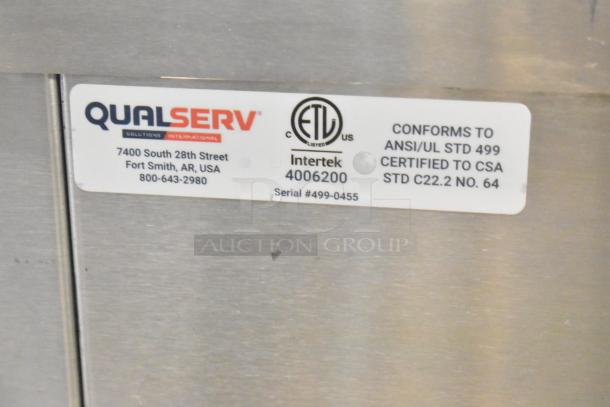 QUALSERV®
SOLUTIONS INTERNATIONAL
7400 South 28th Street
Fort Smith, AR, USA
800-643-2980
C ETL US
LISTED
Intertek
4006200
Serial #499-0455
CONFORMS TO
ANSI/UL STD 499
CERTIFIED TO CSA
STD C22.2 NO. 64
PCI
AUCTION GROUP